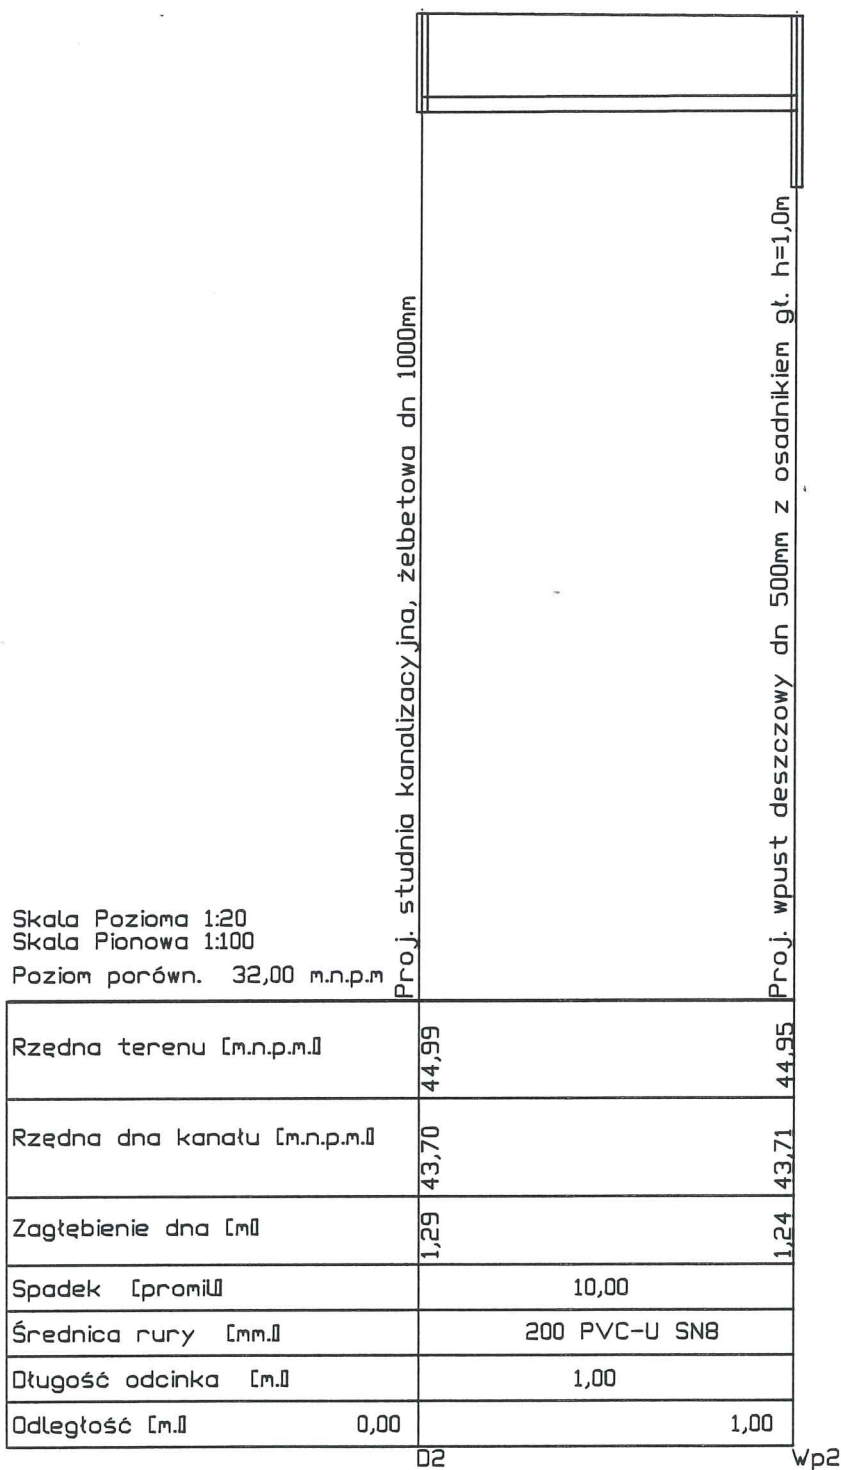 Proj. studnia kanalizacyjna, żelbetowa dn 1000mm
Proj. wpust deszczowy dn 500mm z osadnikiem gł. h=1,0m
Skala Pozioma 1:20
Skala Pionowa 1:100
Poziom porówn. 32,00 m.n.p.m
Rzędna terenu [m.n.p.m.] 44,99 44,95
Rzędna dna kanału [m.n.p.m.] 43,70 43,71
Zagłębienie dna [m] 1,29 1,24
Spadek [promil] 10,00
Średnica rury [mm.] 200 PVC-U SN8
Długość odcinka [m.] 1,00
Odległość [m.] 0,00 1,00
D2 Wp2